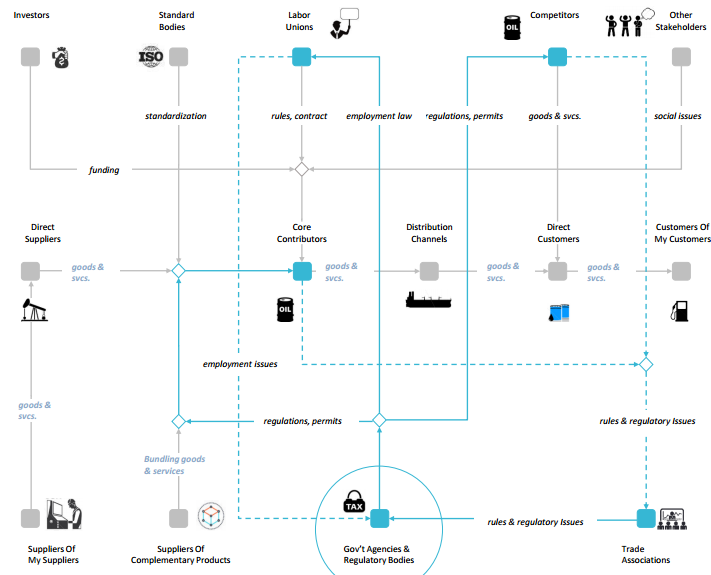 Investors
Standard
Bodies
Labor
Unions
Competitors
Other
Stakeholders
OIL
ISO
standardization
rules, contract
employment law
regulations, permits
goods & svcs.
social issues
funding
Direct
Suppliers
Core
Contributors
Distribution
Channels
Direct
Customers
Customers Of
My Customers
goods &
svcs.
goods &
svcs.
goods &
svcs.
goods &
svcs.
OIL
employment issues
goods &
svcs.
regulations, permits
rules & regulatory Issues
Bundling goods
& services
TAX
rules & regulatory Issues
Suppliers Of
My Suppliers
Suppliers Of
Complementary Products
Gov't Agencies &
Regulatory Bodies
Trade
Associations